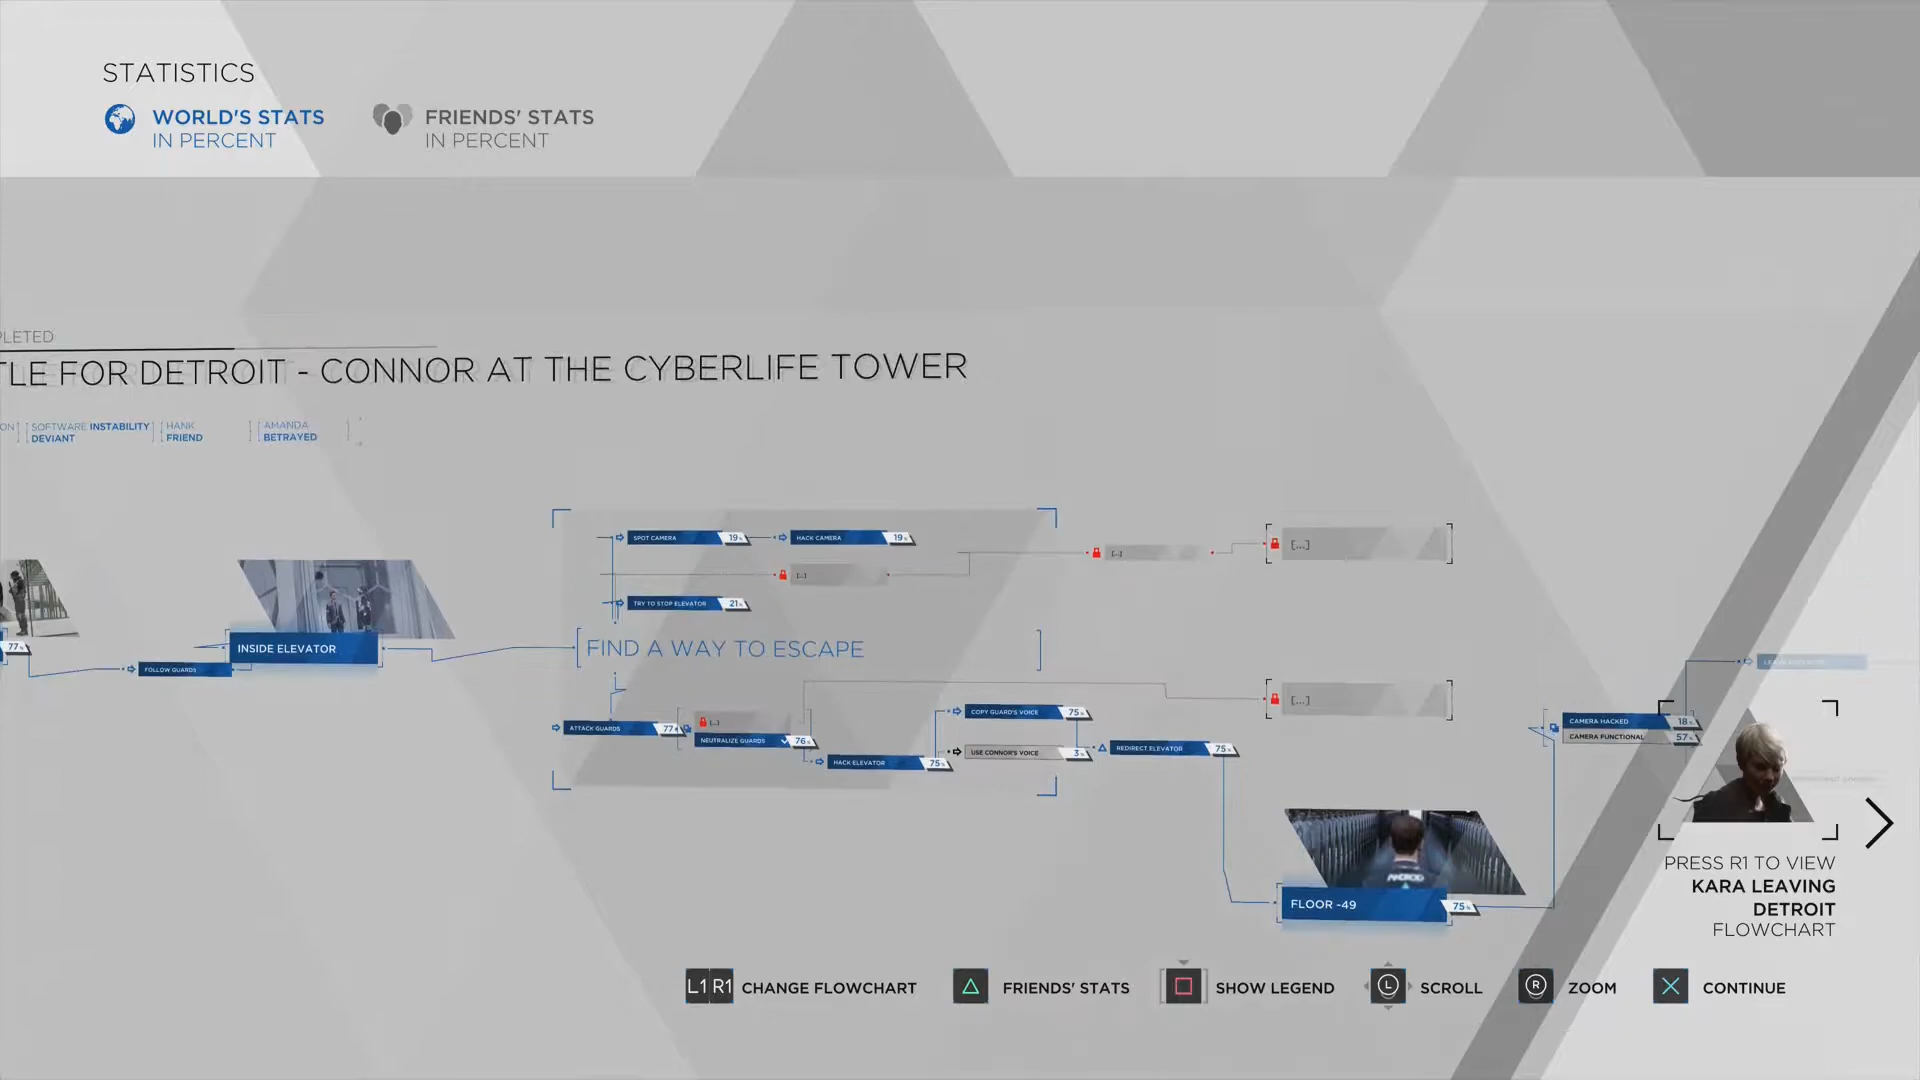 STATISTICS
WORLD'S STATS
IN PERCENT
FRIENDS' STATS
IN PERCENT
PLETED
TLE FOR DETROIT - CONNOR AT THE CYBERLIFE TOWER
ON
SOFTWARE INSTABILITY
DEVIANT
HANK
FRIEND
AMANDA
BETRAYED
SPOT CAMERA 19%
HACK CAMERA 19%
[...]
[...]
[...]
TRY TO STOP ELEVATOR 21%
77%
FOLLOW GUARDS
INSIDE ELEVATOR
FIND A WAY TO ESCAPE
[...]
ATTACK GUARDS 77%
[...]
NEUTRALIZE GUARDS 76%
HACK ELEVATOR 75%
COPY GUARD'S VOICE 75%
USE CONNOR'S VOICE 3%
REDIRECT ELEVATOR 75%
CAMERA HACKED 18%
CAMERA FUNCTIONAL 57%
ANDROID
FLOOR -49 75%
PRESS R1 TO VIEW
KARA LEAVING
DETROIT
FLOWCHART
L1 R1 CHANGE FLOWCHART
FRIENDS' STATS
SHOW LEGEND
L SCROLL
R ZOOM
CONTINUE